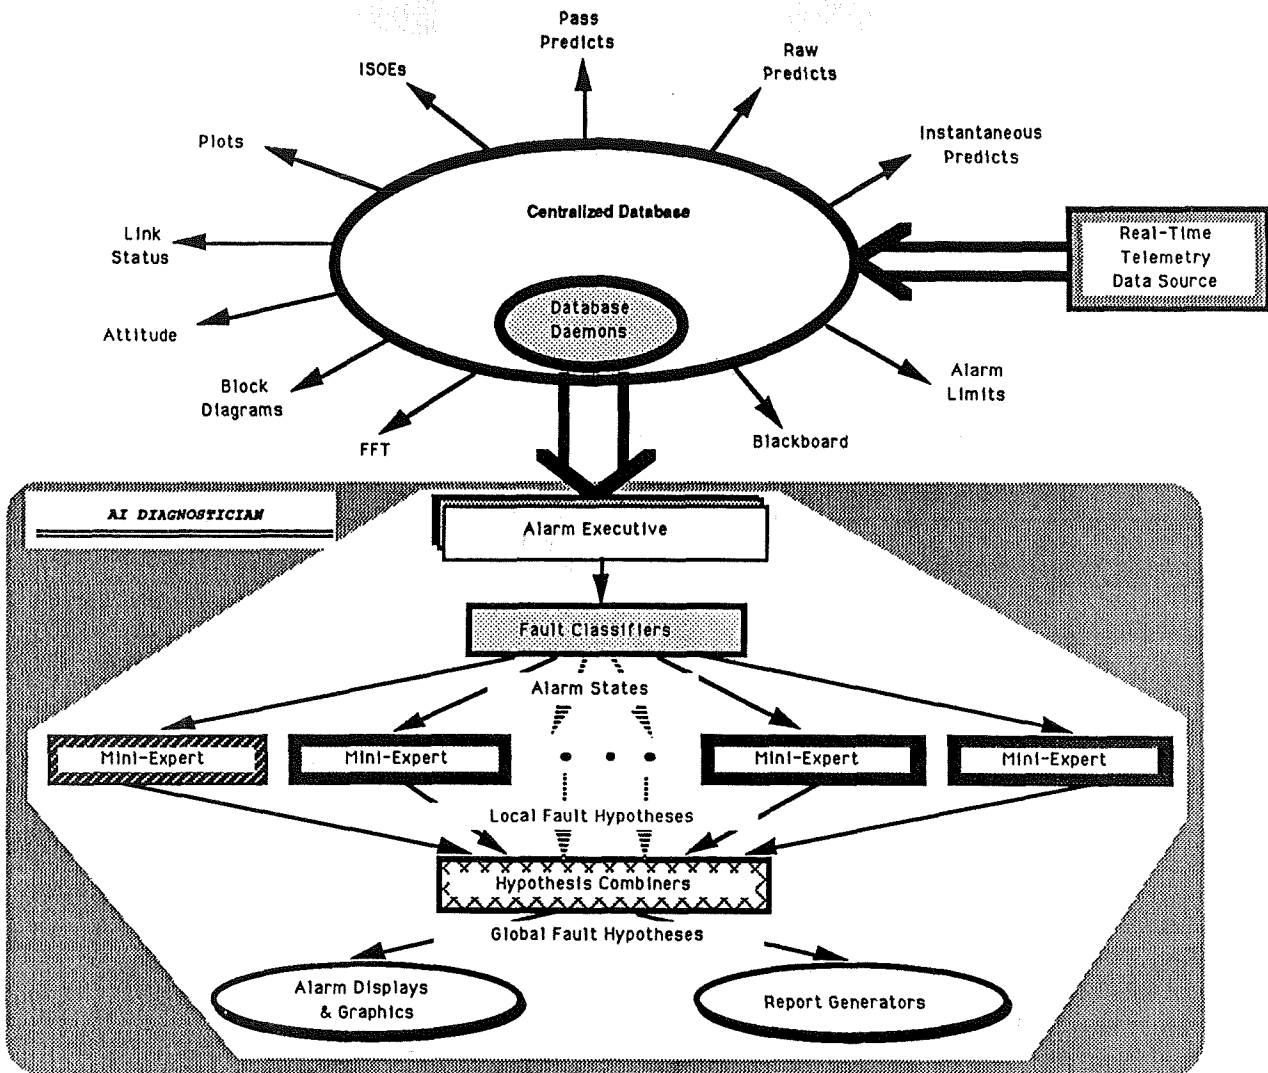 Pass
Predicts
Raw
Predicts
ISOEs
Instantaneous
Predicts
Plots
Centralized Database
Link
Status
Real-Time
Telemetry
Data Source
Database
Daemons
Attitude
Alarm
Limits
Block
Diagrams
FFT
Blackboard
AI DIAGNOSTICIAN
Alarm Executive
Fault Classifiers
Alarm States
Mini-Expert
Mini-Expert
Mini-Expert
Mini-Expert
Local Fault Hypotheses
Hypothesis Combiners
Global Fault Hypotheses
Alarm Displays
& Graphics
Report Generators